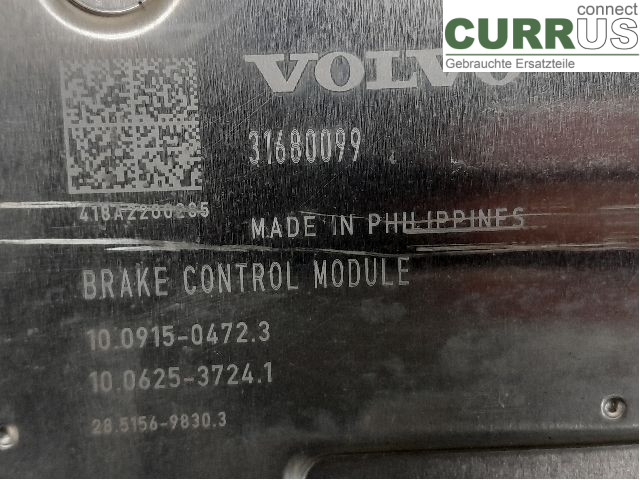 connect
CURRUS
Gebrauchte Ersatzteile
VOLVO
31680099
418A2260285
MADE IN PHILIPPINES
BRAKE CONTROL MODULE
10.0915-0472.3
10.0625-3724.1
28.5156-9830.3